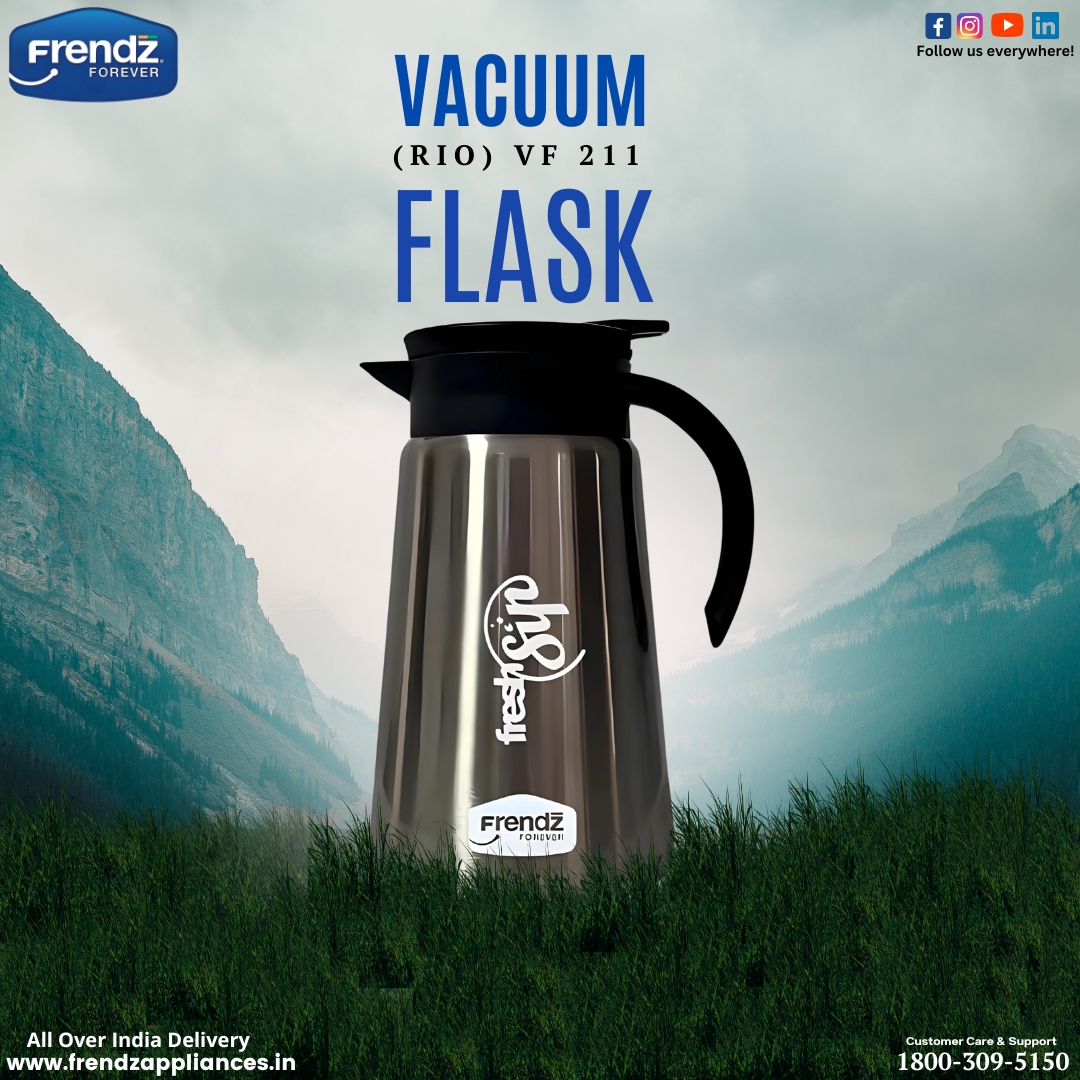 Frendz
FOREVER
Follow us everywhere!
VACUUM
(RIO) VF 211
FLASK
fresh
Frendz
FOREVER
All Over India Delivery
www.frendzappliances.in
Customer Care & Support
1800-309-5150